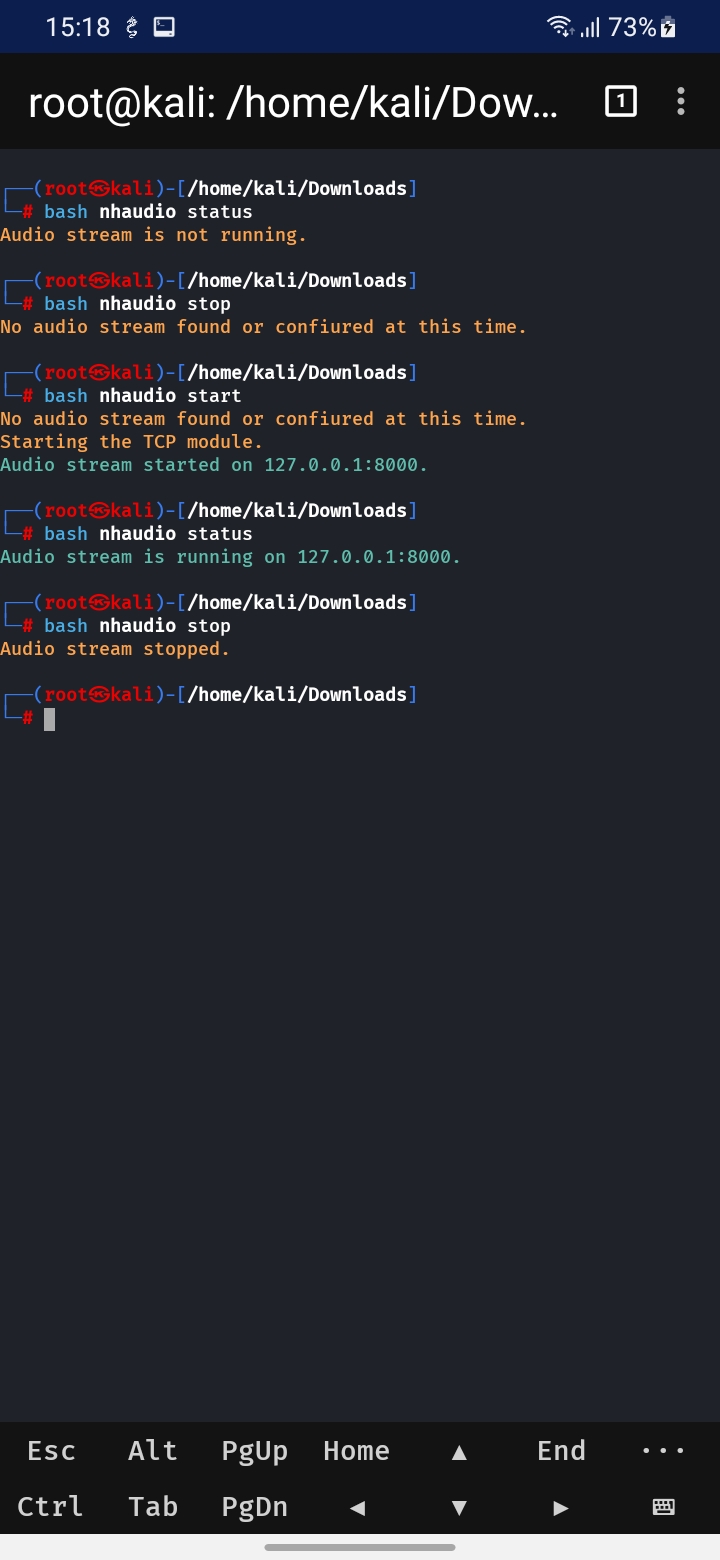 15:18 73%
root@kali: /home/kali/Dow... 1
┌──(root㉿kali)-[/home/kali/Downloads]
└─# bash nhaudio status
Audio stream is not running.
┌──(root㉿kali)-[/home/kali/Downloads]
└─# bash nhaudio stop
No audio stream found or confiured at this time.
┌──(root㉿kali)-[/home/kali/Downloads]
└─# bash nhaudio start
No audio stream found or confiured at this time.
Starting the TCP module.
Audio stream started on 127.0.0.1:8000.
┌──(root㉿kali)-[/home/kali/Downloads]
└─# bash nhaudio status
Audio stream is running on 127.0.0.1:8000.
┌──(root㉿kali)-[/home/kali/Downloads]
└─# bash nhaudio stop
Audio stream stopped.
┌──(root㉿kali)-[/home/kali/Downloads]
└─#
Esc Alt PgUp Home ▲ End ···
Ctrl Tab PgDn ◀ ▼ ▶